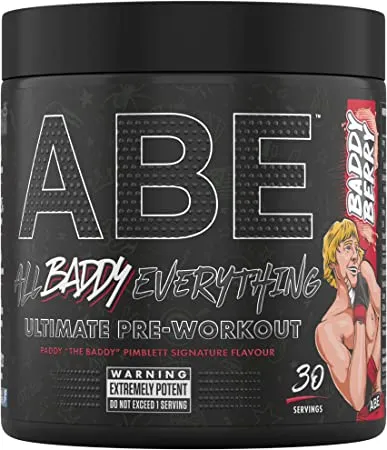 ABE™
ALL BADDY EVERYTHING
ULTIMATE PRE-WORKOUT
PADDY "THE BADDY" PIMBLETT SIGNATURE FLAVOUR
WARNING
EXTREMELY POTENT
DO NOT EXCEED 1 SERVING
30
SERVINGS
BADDY
BERRY
ABE